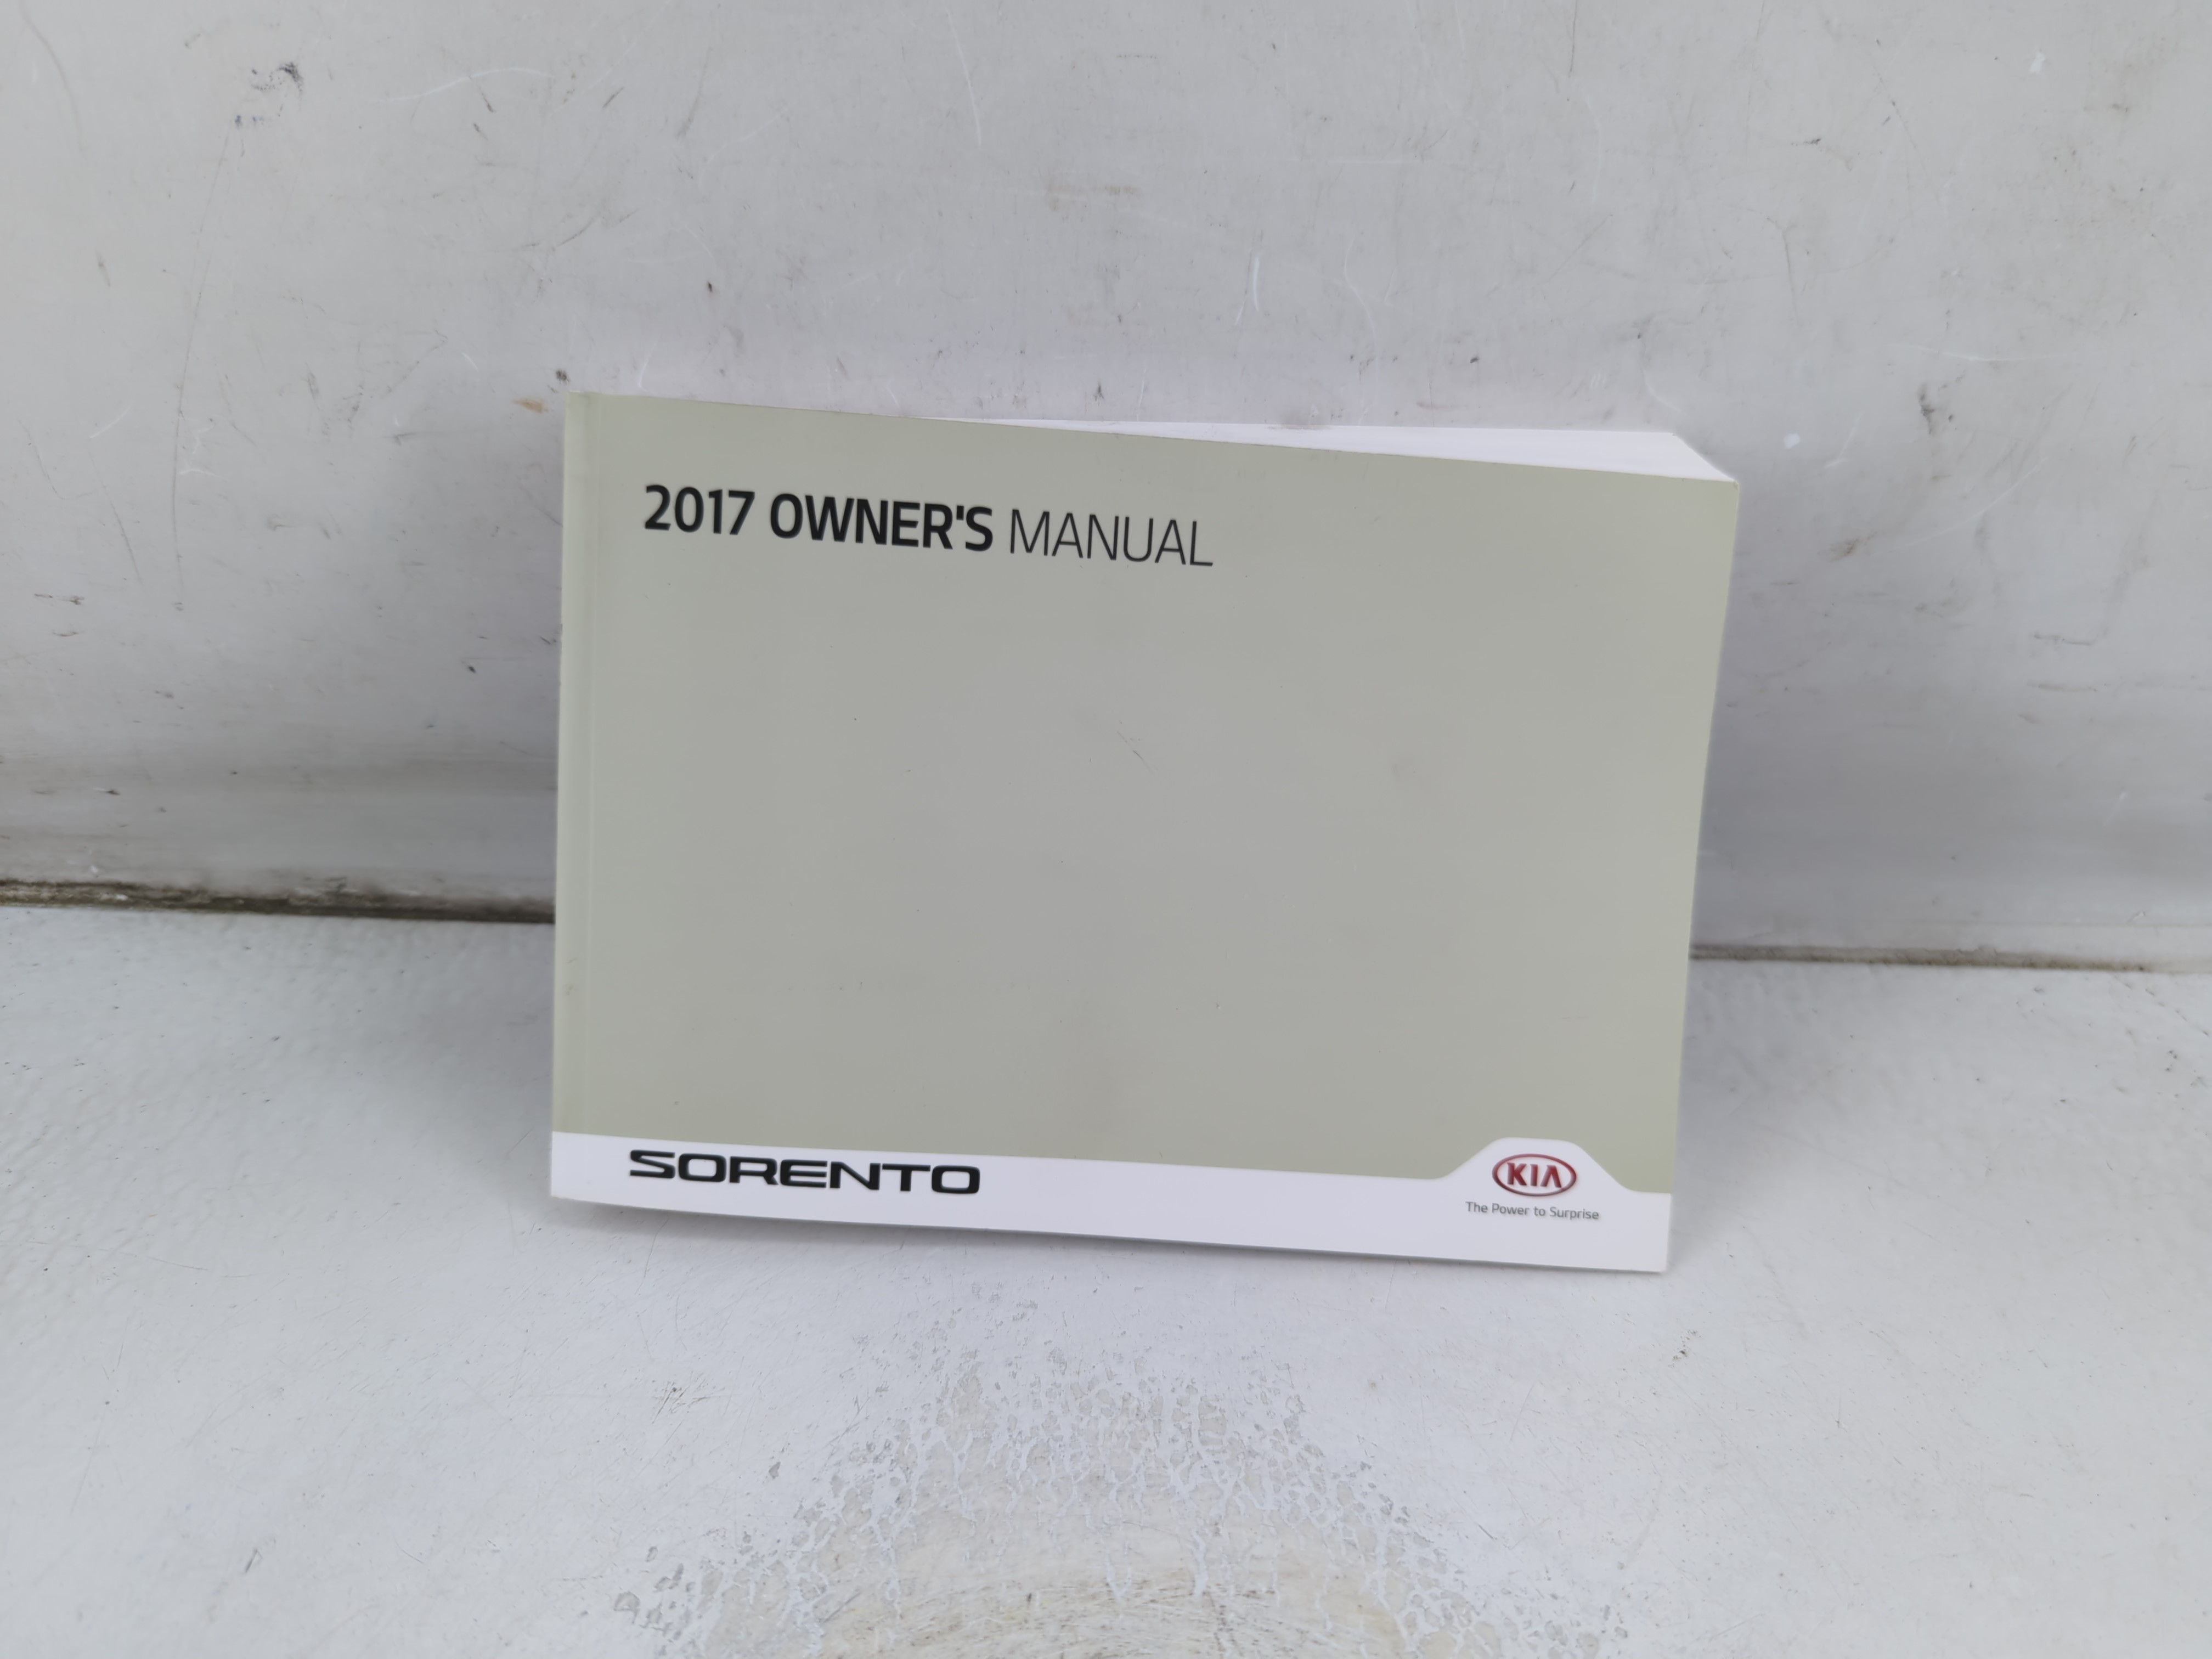 2017 OWNER'S MANUAL
SORENTO
KIA
The Power to Surprise